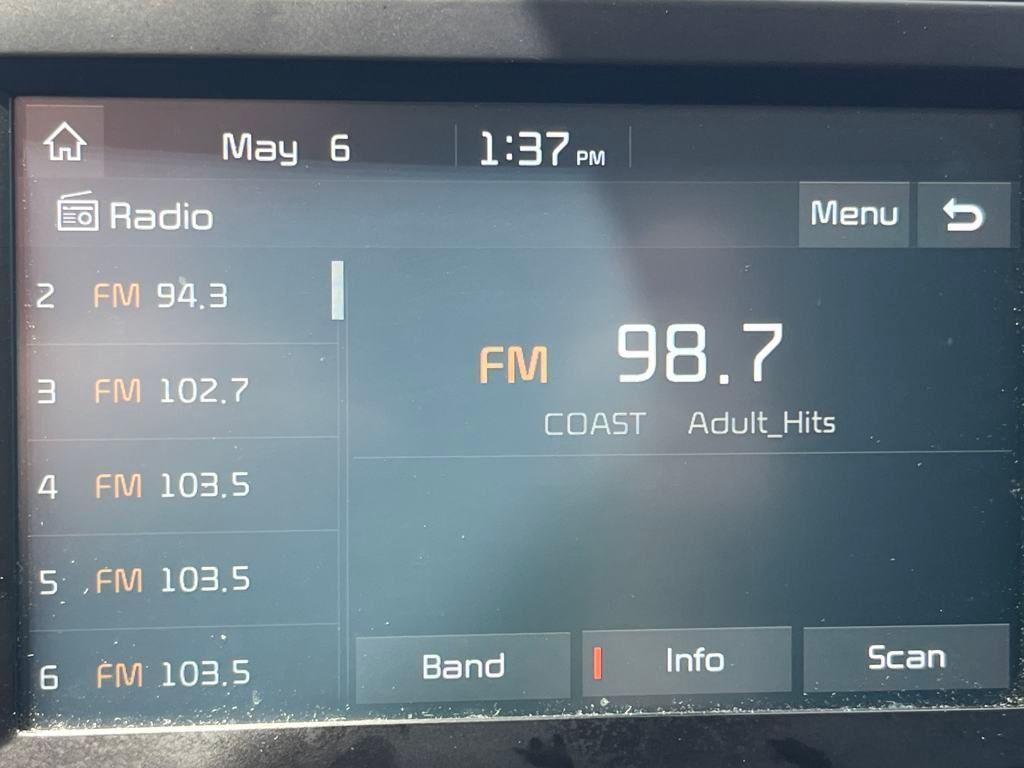 May 6 1:37 PM
Radio Menu
2 FM 94.3
3 FM 102.7
4 FM 103.5
5 FM 103.5
6 FM 103.5
FM 98.7
COAST Adult_Hits
Band Info Scan